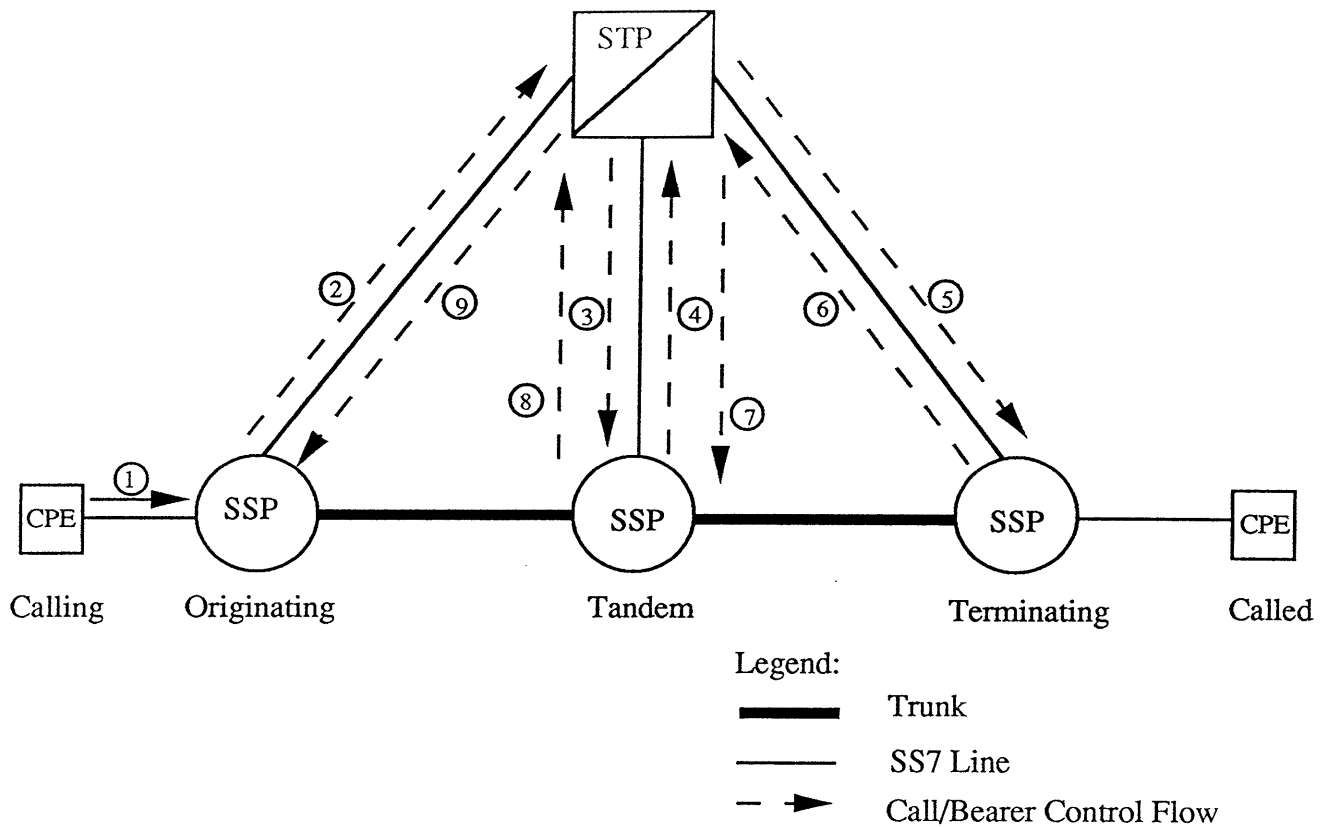 STP
②
⑨
③
④
⑥
⑤
⑧
⑦
①
CPE
SSP
SSP
SSP
CPE
Calling
Originating
Tandem
Terminating
Called
Legend:
Trunk
SS7 Line
Call/Bearer Control Flow